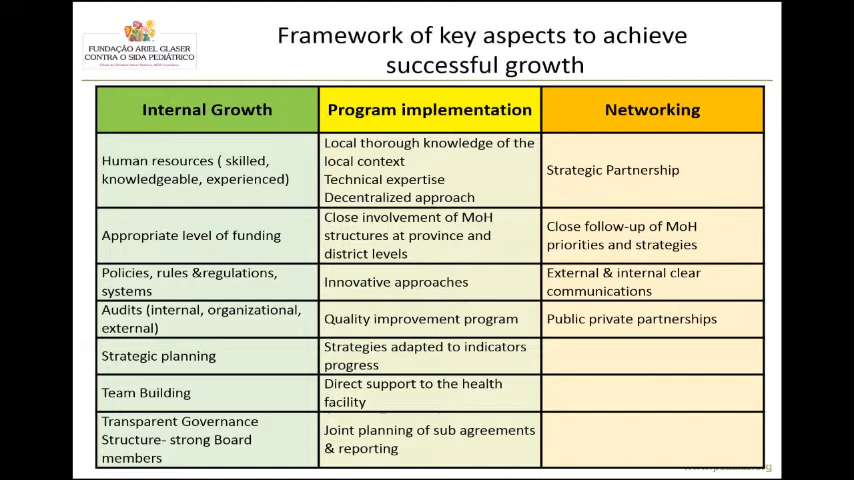 Framework of key aspects to achieve
successful growth
FUNDAÇÃO ARIEL GLASER
CONTRA O SIDA PEDIÁTRICO
Internal Growth
Program implementation
Networking
Human resources ( skilled,
knowledgeable, experienced)
Local thorough knowledge of the
local context
Technical expertise
Decentralized approach
Strategic Partnership
Appropriate level of funding
Close involvement of MoH
structures at province and
district levels
Close follow-up of MoH
priorities and strategies
Policies, rules &regulations,
systems
Innovative approaches
External & internal clear
communications
Audits (internal, organizational,
external)
Quality improvement program
Public private partnerships
Strategic planning
Strategies adapted to indicators
progress
Team Building
Direct support to the health
facility
Transparent Governance
Structure- strong Board
members
Joint planning of sub agreements
& reporting